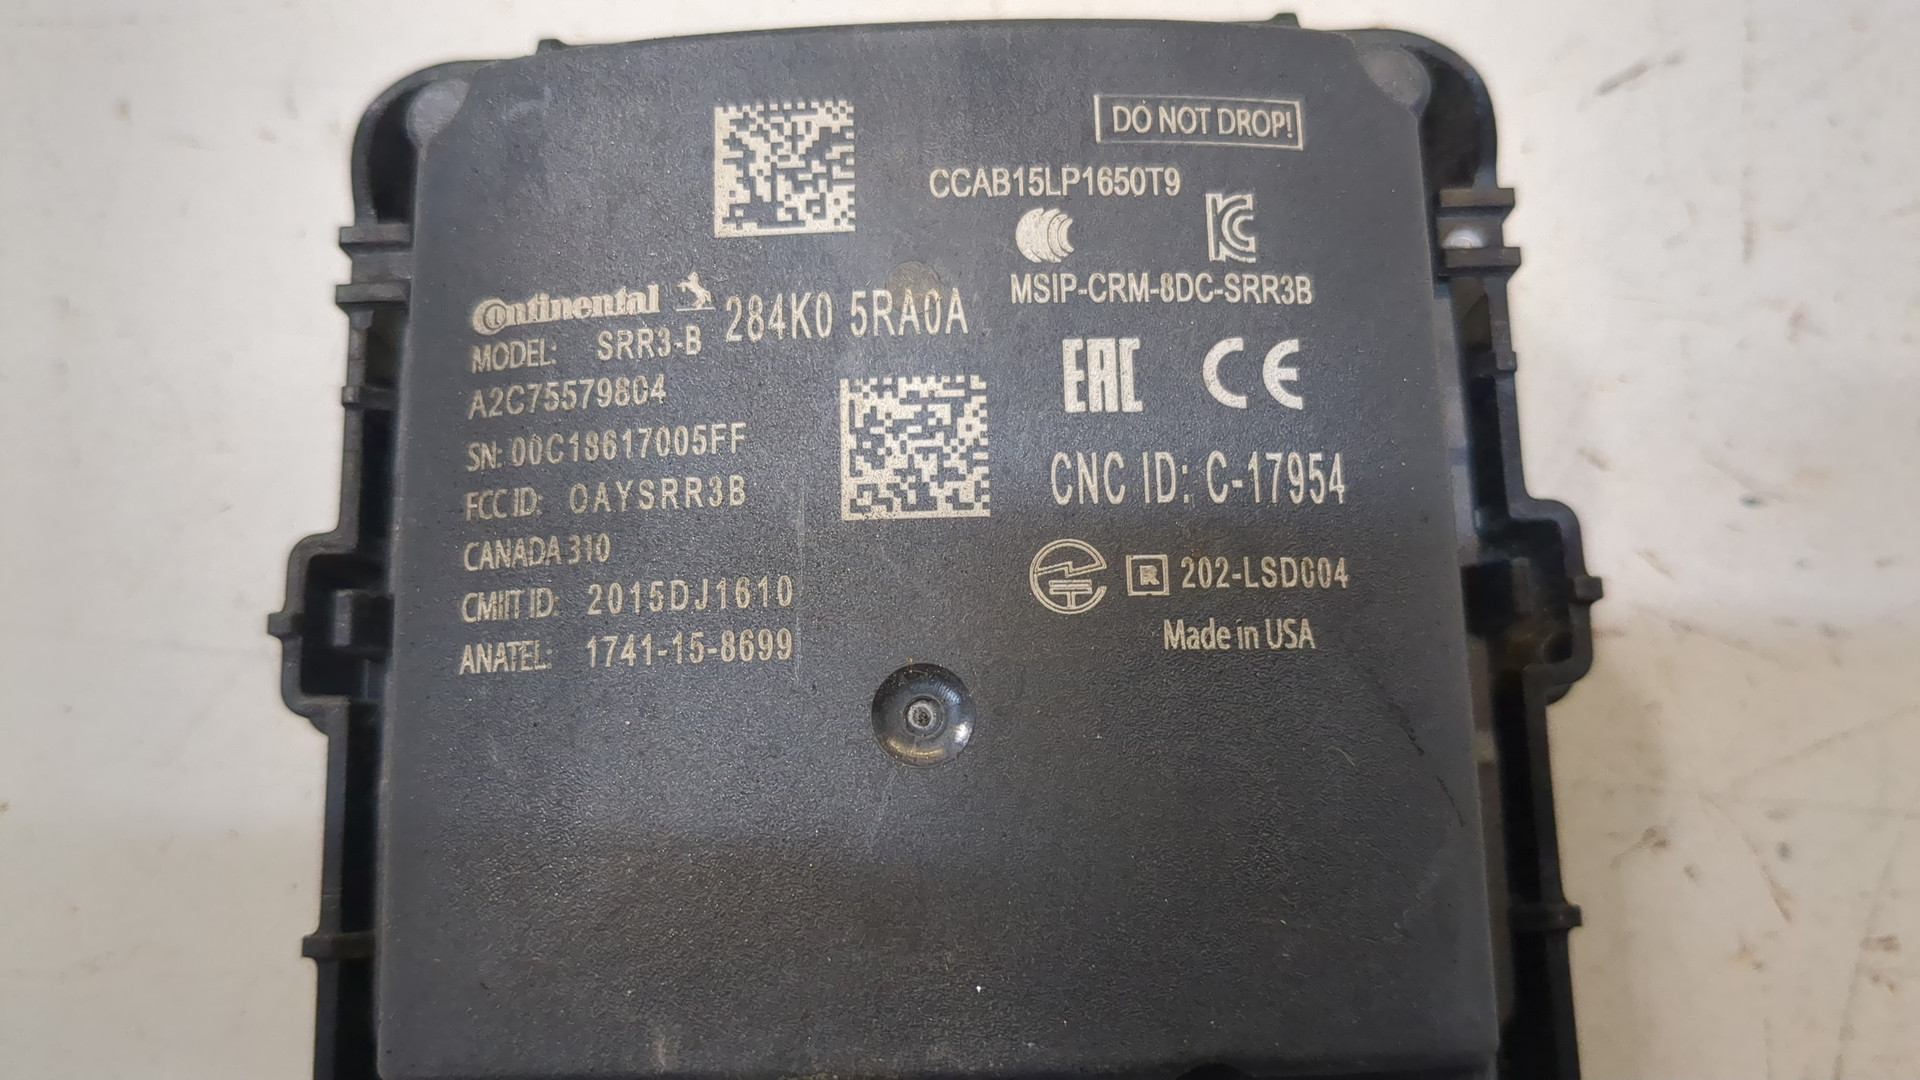 DO NOT DROP!
CCAB15LP1650T9
MSIP-CRM-8DC-SRR3B
Continental
284K0 5RA0A
MODEL: SRR3-B
A2C75579804
SN: 00C18617005FF
FCC ID: OAYSRR3B
CANADA 310
CMIIT ID: 2015DJ1610
ANATEL: 1741-15-8699
EAC CE
CNC ID: C-17954
R 202-LSD004
Made in USA